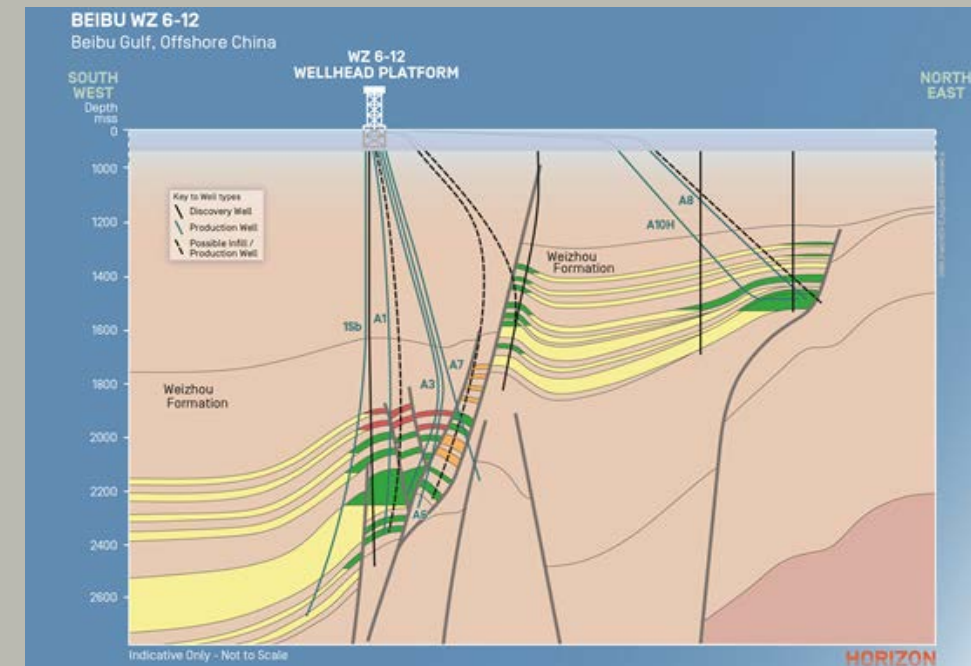 BEIBU WZ 6-12
Beibu Gulf, Offshore China
WZ 6-12
WELLHEAD PLATFORM
SOUTH
WEST
NORTH
EAST
Depth
mss
0
1000
1200
1400
1600
1800
2000
2200
2400
2600
Key to Well types
Discovery Well
Production Well
Possible Infill /
Production Well
A8
A10H
Weizhou
Formation
1Sb
A1
A7
A3
Weizhou
Formation
A6
Indicative Only - Not to Scale
HORIZON